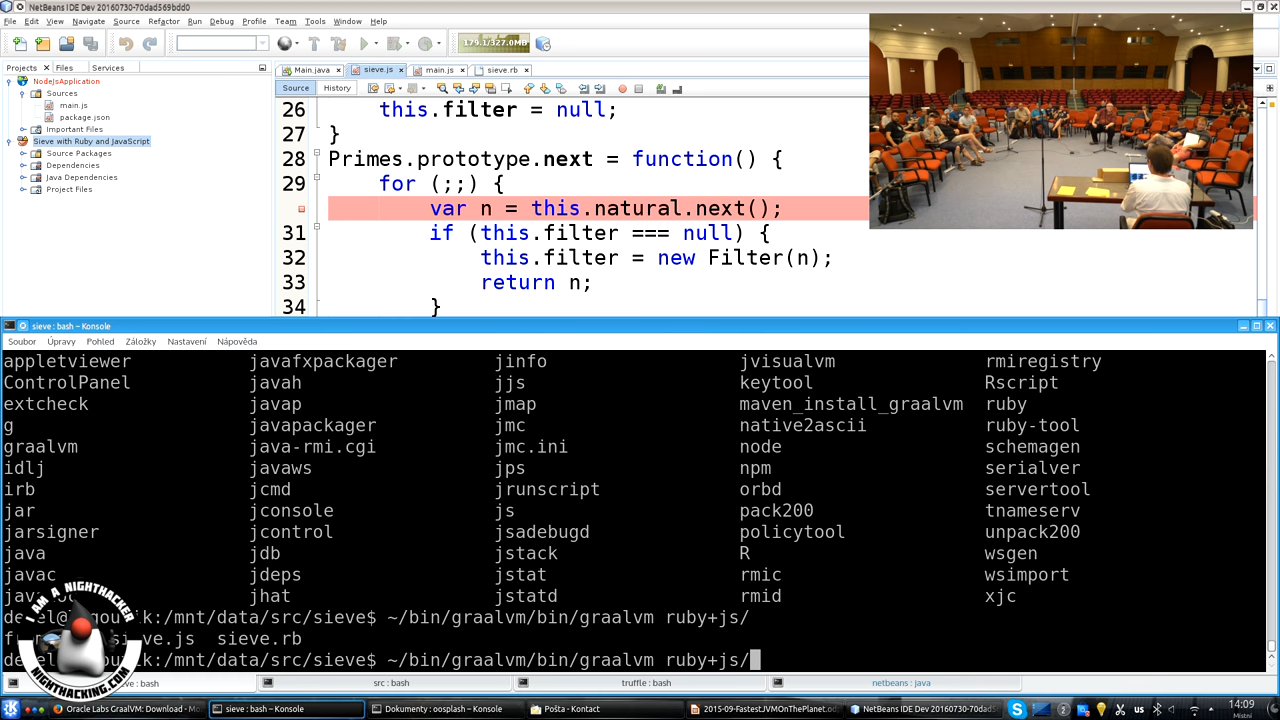 NetBeans IDE Dev 20160730-70dad569bdd0
File Edit View Navigate Source Refactor Run Debug Profile Team Tools Window Help
179.1/327.0MB
Projects × Files Services
Main.java × sieve.js × main.js × sieve.rb ×
Source History
NodeJsApplication
Sources
main.js
package.json
Important Files
Sieve with Ruby and JavaScript
Source Packages
Dependencies
Java Dependencies
Project Files
26 this.filter = null;
27 }
28 Primes.prototype.next = function() {
29 for (;;) {
var n = this.natural.next();
31 if (this.filter === null) {
32 this.filter = new Filter(n);
33 return n;
34 }
sieve : bash – Konsole
Soubor Úpravy Pohled Záložky Nastavení Nápověda
appletviewer javafxpackager jinfo jvisualvm rmiregistry
ControlPanel javah jjs keytool Rscript
extcheck javap jmap maven_install_graalvm ruby
g javapackager jmc native2ascii ruby-tool
graalvm java-rmi.cgi jmc.ini node schemagen
idlj javaws jps npm serialver
irb jcmd jrunscript orbd servertool
jar jconsole js pack200 tnameserv
jarsigner jcontrol jsadebugd policytool unpack200
java jdb jstack R wsgen
javac jdeps jstat rmic wsimport
jhat jstatd rmid xjc
:/mnt/data/src/sieve$ ~/bin/graalvm/bin/graalvm ruby+js/
sieve.rb
:/mnt/data/src/sieve$ ~/bin/graalvm/bin/graalvm ruby+js/
I AM A NIGHTHACKER
NIGHTHACKING.COM
: bash src : bash truffle : bash netbeans : java
Oracle Labs GraalVM: Download - Mo sieve : bash – Konsole Dokumenty : oosplash – Konsole Pošta - Kontact 2015-09-FastestJVMOnThePlanet.od NetBeans IDE Dev 20160730-70dad5 us 14:09
Místní